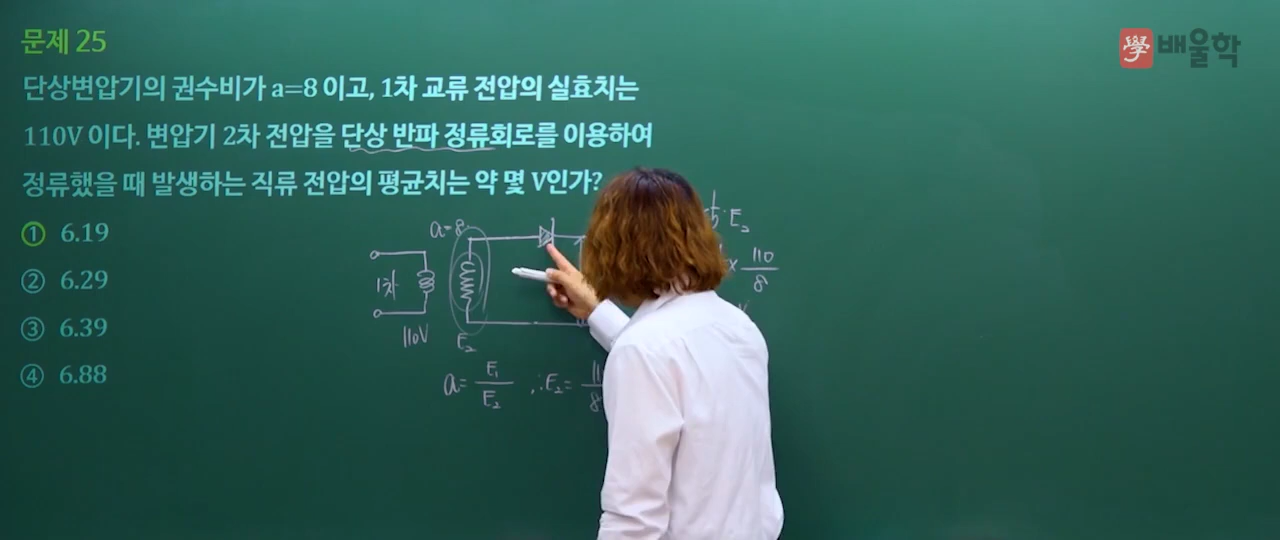 문제 25
學 배울학
단상변압기의 권수비가 a=8 이고, 1차 교류 전압의 실효치는
110V 이다. 변압기 2차 전압을 단상 반파 정류회로를 이용하여
정류했을 때 발생하는 직류 전압의 평균치는 약 몇 V인가?
① 6.19
② 6.29
③ 6.39
④ 6.88
a=8
1차
110V
E₂
E₂
× 110/8
a= E₁/E₂ ∴E₂=